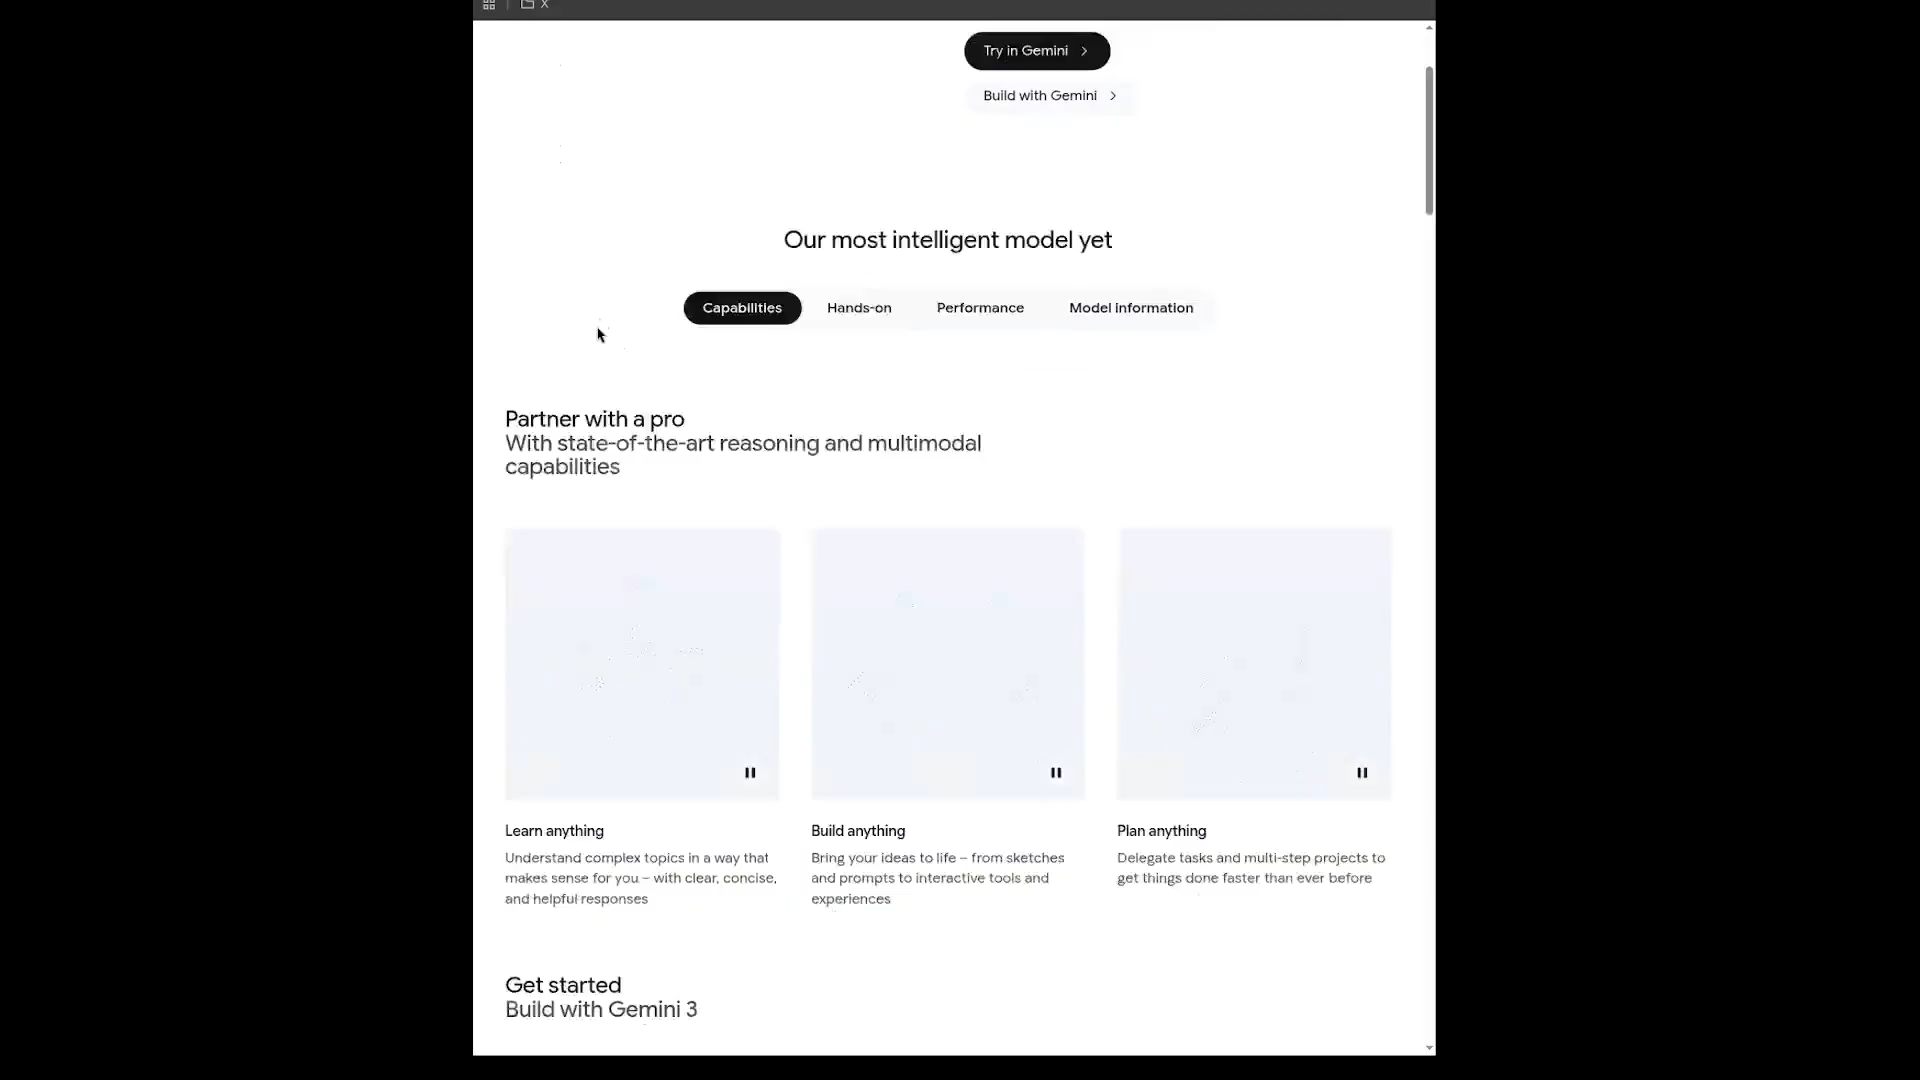 X
Try in Gemini
Build with Gemini
Our most intelligent model yet
Capabilities Hands-on Performance Model information
Partner with a pro
With state-of-the-art reasoning and multimodal
capabilities
Learn anything
Understand complex topics in a way that
makes sense for you – with clear, concise,
and helpful responses
Build anything
Bring your ideas to life – from sketches
and prompts to interactive tools and
experiences
Plan anything
Delegate tasks and multi-step projects to
get things done faster than ever before
Get started
Build with Gemini 3